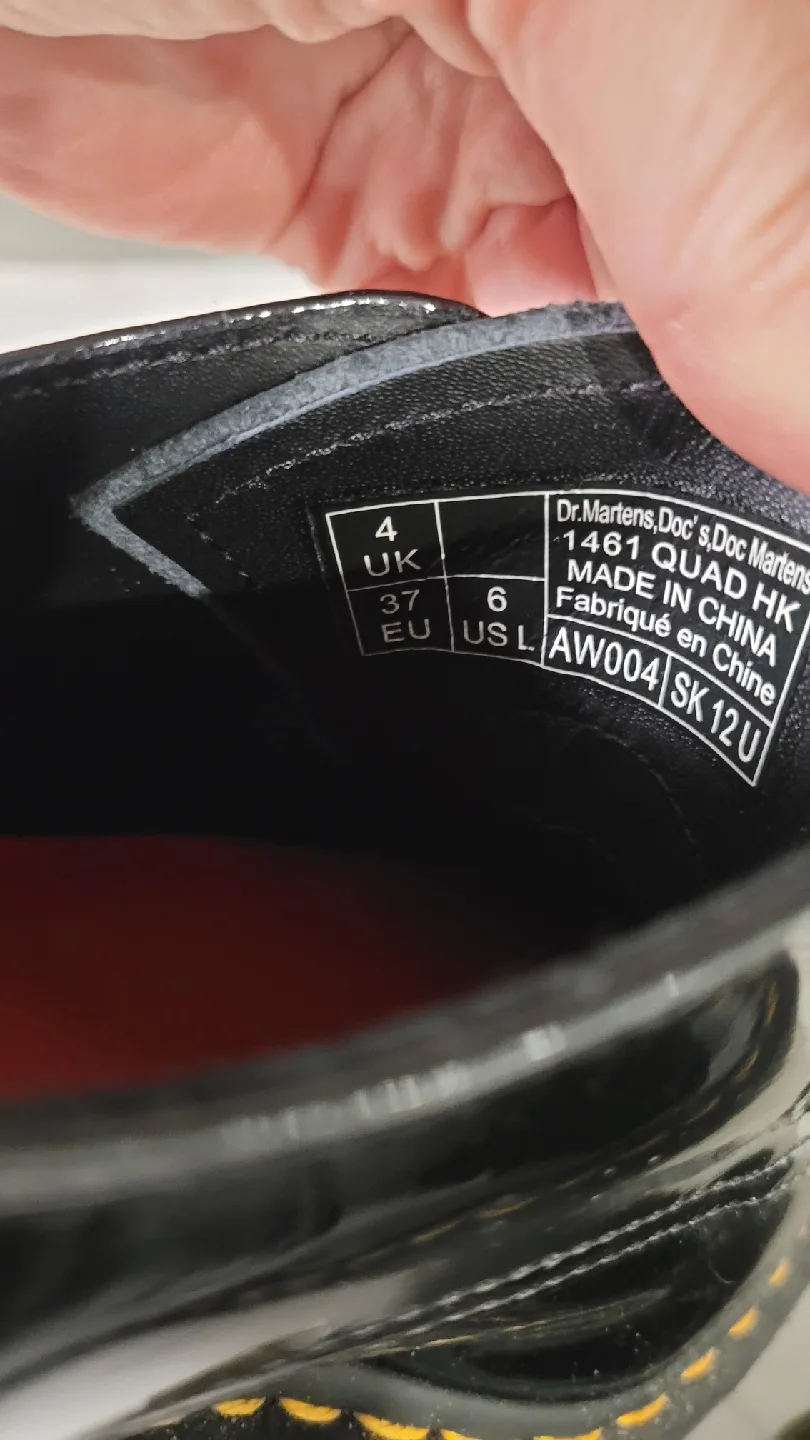 4
UK
37
EU
6
US L
Dr.Martens,Doc's,Doc Martens
1461 QUAD HK
MADE IN CHINA
Fabriqué en Chine
AW004
SK 12 U